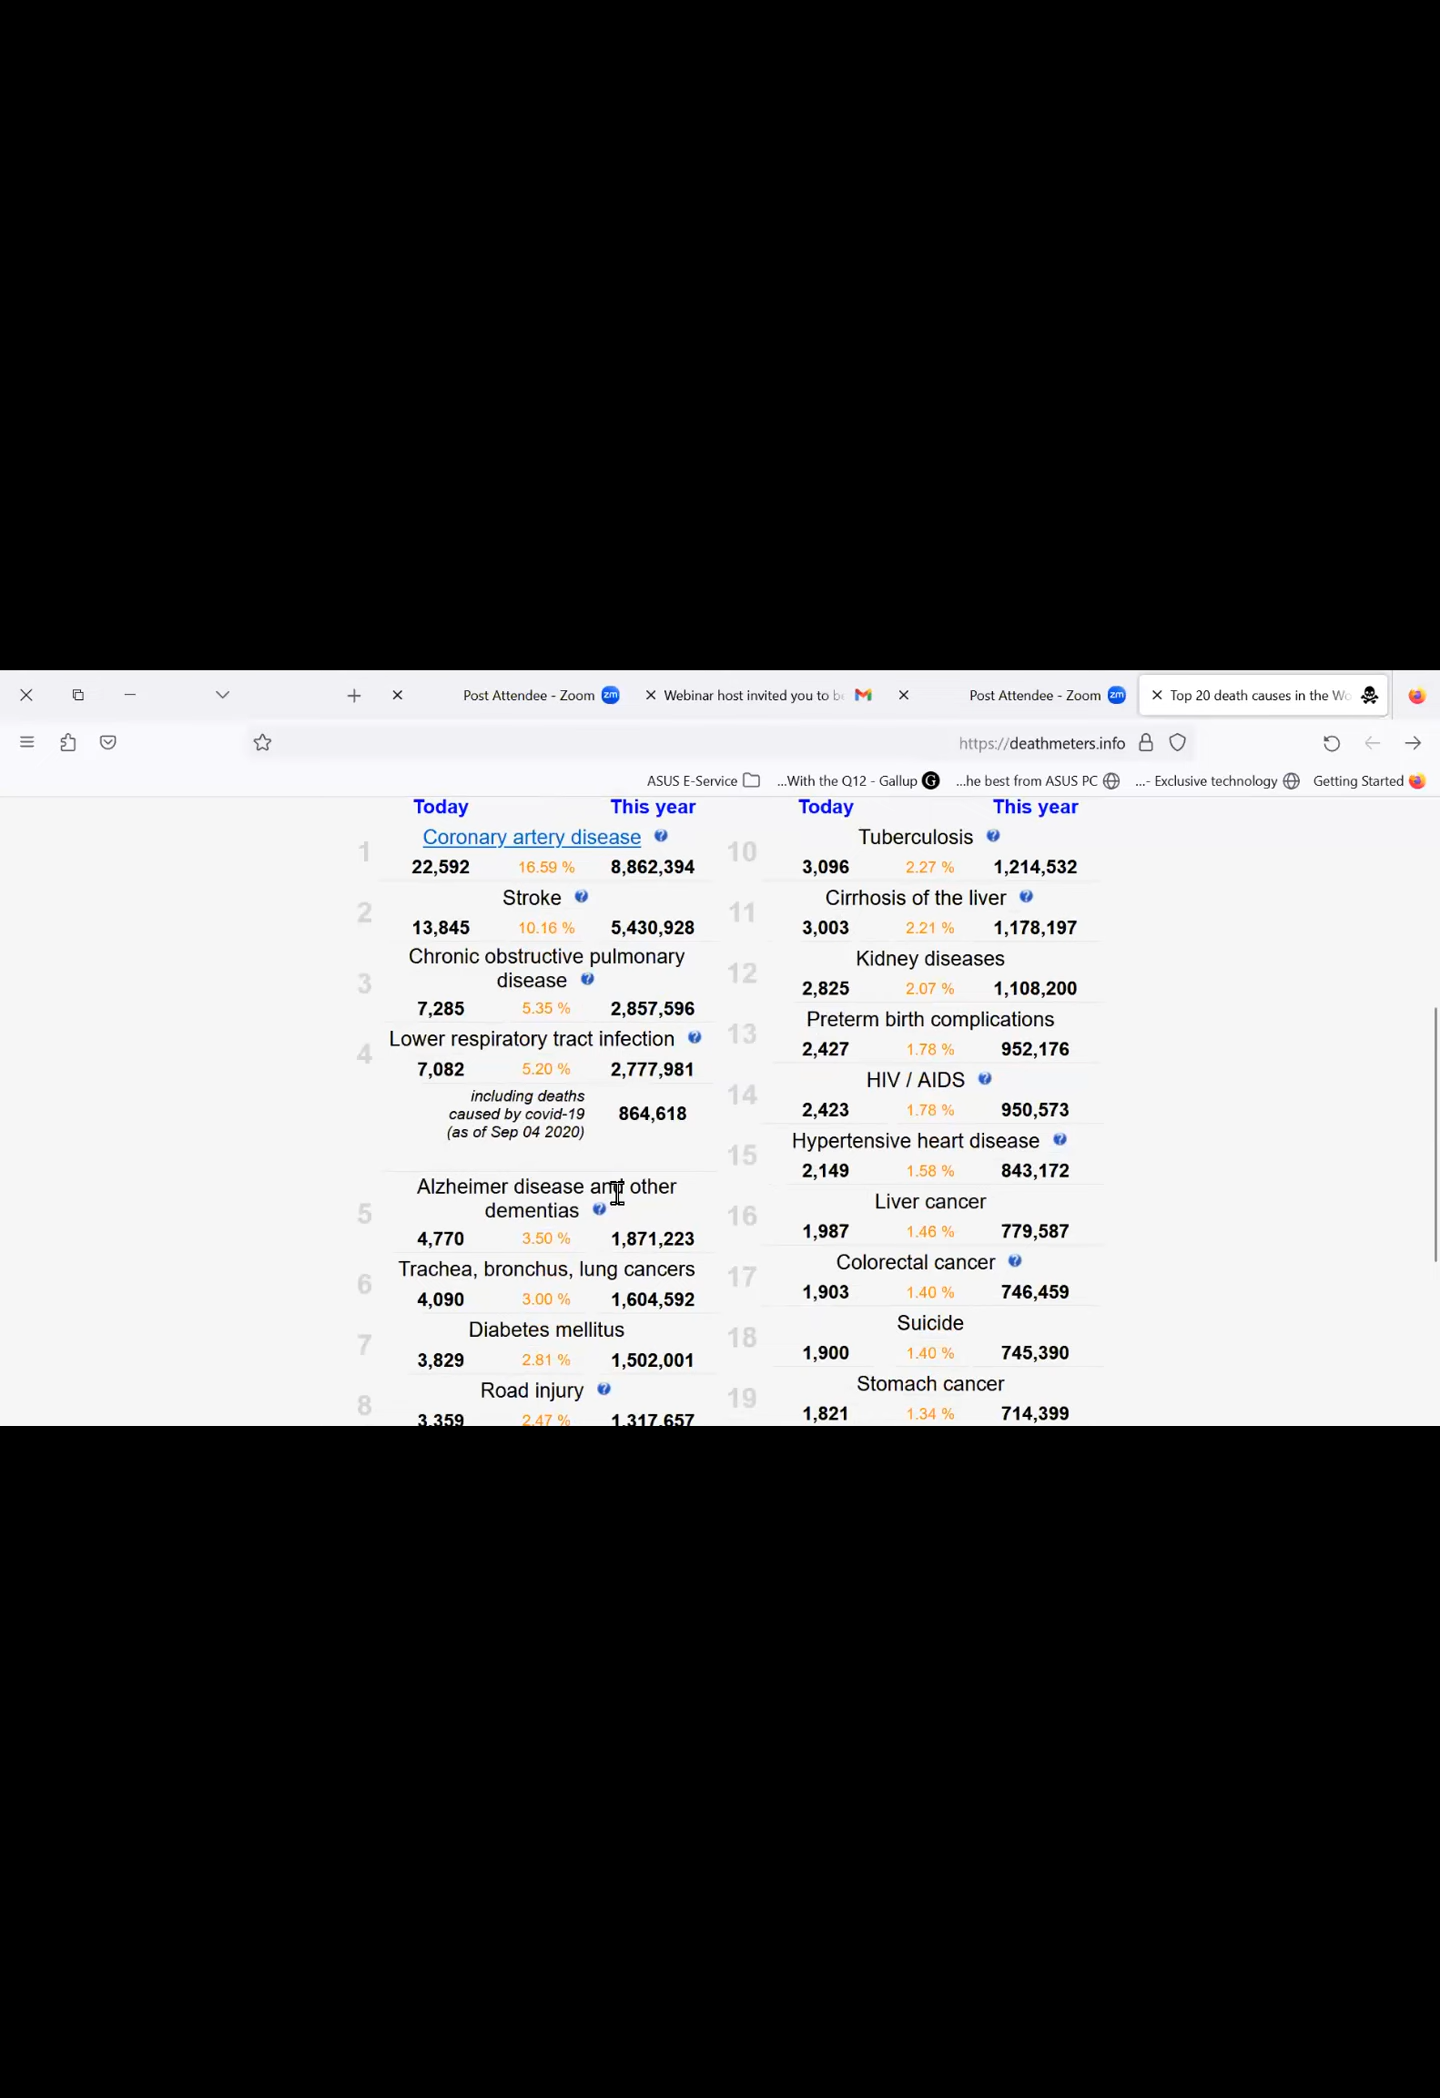 Post Attendee - Zoom
Webinar host invited you to b
Post Attendee - Zoom
Top 20 death causes in the Wo
https://deathmeters.info
ASUS E-Service
...With the Q12 - Gallup
...he best from ASUS PC
...- Exclusive technology
Getting Started
Today This year
1
Coronary artery disease
22,592 16.59 % 8,862,394
2
Stroke
13,845 10.16 % 5,430,928
3
Chronic obstructive pulmonary
disease
7,285 5.35 % 2,857,596
4
Lower respiratory tract infection
7,082 5.20 % 2,777,981
including deaths
caused by covid-19 864,618
(as of Sep 04 2020)
5
Alzheimer disease and other
dementias
4,770 3.50 % 1,871,223
6
Trachea, bronchus, lung cancers
4,090 3.00 % 1,604,592
7
Diabetes mellitus
3,829 2.81 % 1,502,001
8
Road injury
3,359 2.47 % 1,317,657
Today This year
10
Tuberculosis
3,096 2.27 % 1,214,532
11
Cirrhosis of the liver
3,003 2.21 % 1,178,197
12
Kidney diseases
2,825 2.07 % 1,108,200
13
Preterm birth complications
2,427 1.78 % 952,176
14
HIV / AIDS
2,423 1.78 % 950,573
15
Hypertensive heart disease
2,149 1.58 % 843,172
16
Liver cancer
1,987 1.46 % 779,587
17
Colorectal cancer
1,903 1.40 % 746,459
18
Suicide
1,900 1.40 % 745,390
19
Stomach cancer
1,821 1.34 % 714,399